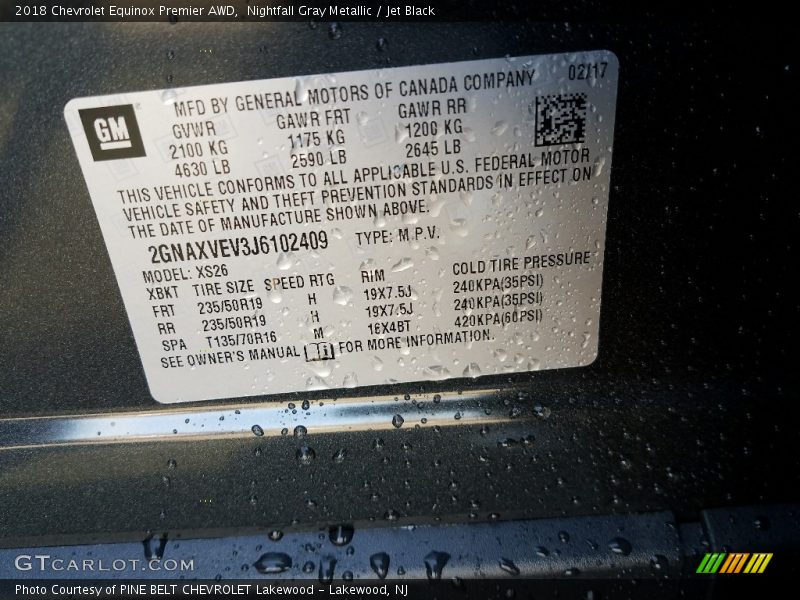 2018 Chevrolet Equinox Premier AWD,  Nightfall Gray Metallic / Jet Black
GM
MFD BY GENERAL MOTORS OF CANADA COMPANY 02/17
GVWR GAWR FRT GAWR RR
2100 KG 1175 KG 1200 KG
4630 LB 2590 LB 2645 LB
THIS VEHICLE CONFORMS TO ALL APPLICABLE U.S. FEDERAL MOTOR
VEHICLE SAFETY AND THEFT PREVENTION STANDARDS IN EFFECT ON
THE DATE OF MANUFACTURE SHOWN ABOVE.
2GNAXVEV3J6102409 TYPE: M.P.V.
MODEL: XS26
XBKT TIRE SIZE SPEED RTG RIM COLD TIRE PRESSURE
FRT 235/50R19 H 19X7.5J 240KPA(35PSI)
RR 235/50R19 H 19X7.5J 240KPA(35PSI)
SPA T135/70R16 M 16X4BT 420KPA(60PSI)
SEE OWNER'S MANUAL FOR MORE INFORMATION.
GTCARLOT.COM
Photo Courtesy of PINE BELT CHEVROLET Lakewood - Lakewood, NJ